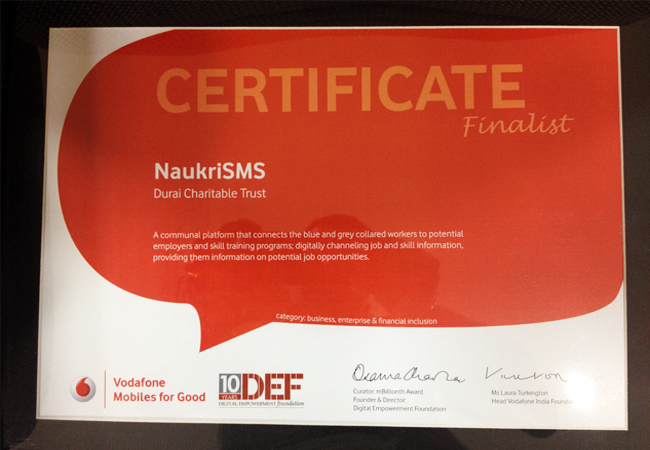 CERTIFICATE
Finalist
NaukriSMS
Durai Charitable Trust
A communal platform that connects the blue and grey collared workers to potential
employers and skill training programs; digitally channeling job and skill information,
providing them information on potential job opportunities.
category: business, enterprise & financial inclusion
Vodafone
Mobiles for Good
10
YEARS
DEF
DIGITAL EMPOWERMENT foundation
Curator: mBillionth Award
Founder & Director:
Digital Empowerment Foundation
Ms Laura Turkington
Head Vodafone India